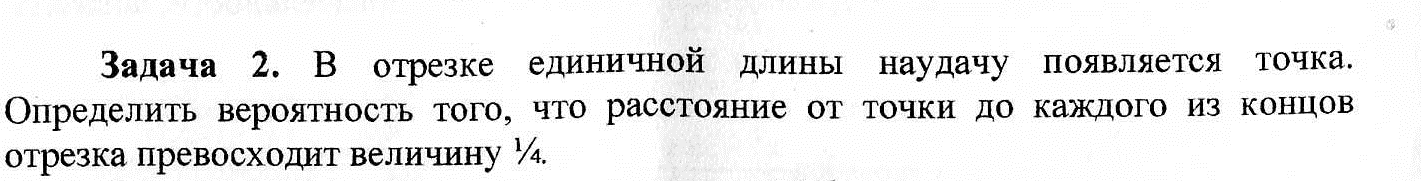 Задача 2. В отрезке единичной длины наудачу появляется точка.
Определить вероятность того, что расстояние от точки до каждого из концов
отрезка превосходит величину ¼.